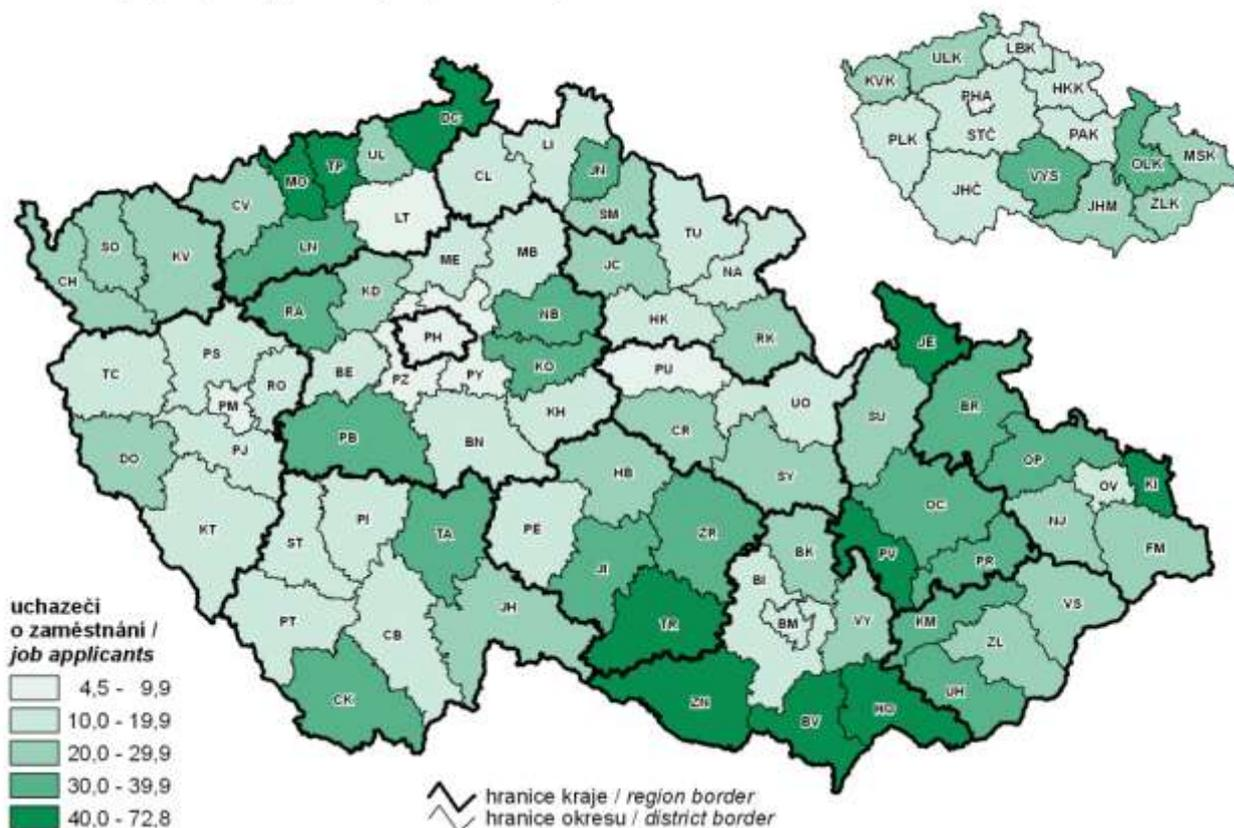 LBK
ULK
KVK
HKK
PHA
STČ
PLK
PAK
MSK
OLK
VYS
JHČ
JHM
ZLK
DC
LI
UL
TP
MO
JN
CL
CV
SM
LT
TU
SO
KV
LN
ME
MB
NA
CH
JC
RA
KD
NB
HK
RK
PH
JE
PS
TC
BE
PZ
PY
KO
PU
RO
PM
KH
UO
SU
BR
PB
BN
CR
DO
PJ
HB
SY
OP
OV
KI
OC
NJ
KT
ST
PI
TA
PE
ZR
BK
PV
PR
FM
JI
BI
TR
BM
VY
KM
VS
PT
CB
JH
ZL
CK
ZN
BV
HO
UH
uchazeči
o zaměstnání /
job applicants
4,5 - 9,9
10,0 - 19,9
20,0 - 29,9
30,0 - 39,9
40,0 - 72,8
hranice kraje / region border
hranice okresu / district border